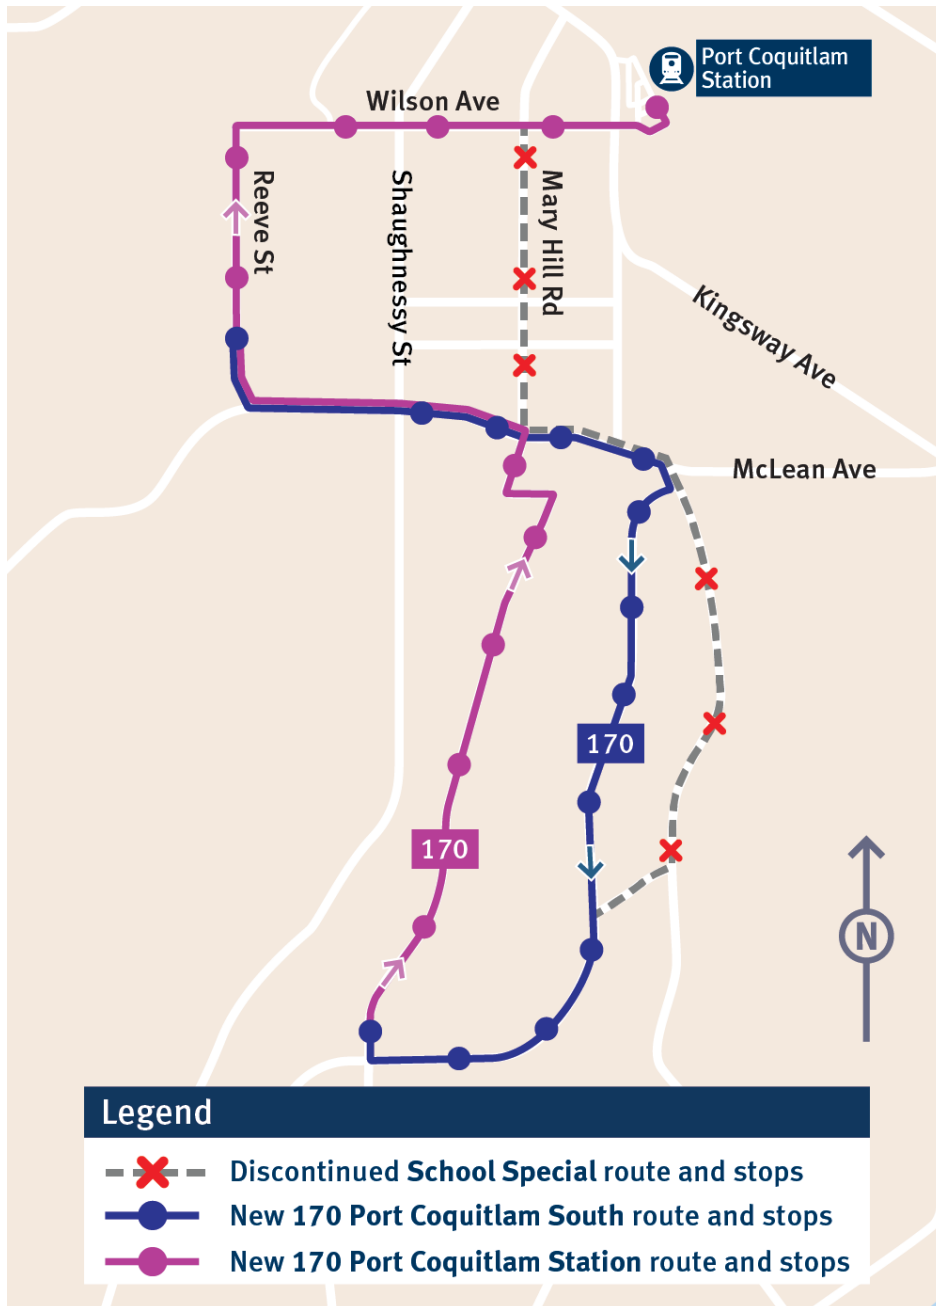 Port Coquitlam
Station
Wilson Ave
Reeve St
Shaughnessy St
Mary Hill Rd
Kingsway Ave
McLean Ave
170
170
N
Legend
Discontinued School Special route and stops
New 170 Port Coquitlam South route and stops
New 170 Port Coquitlam Station route and stops